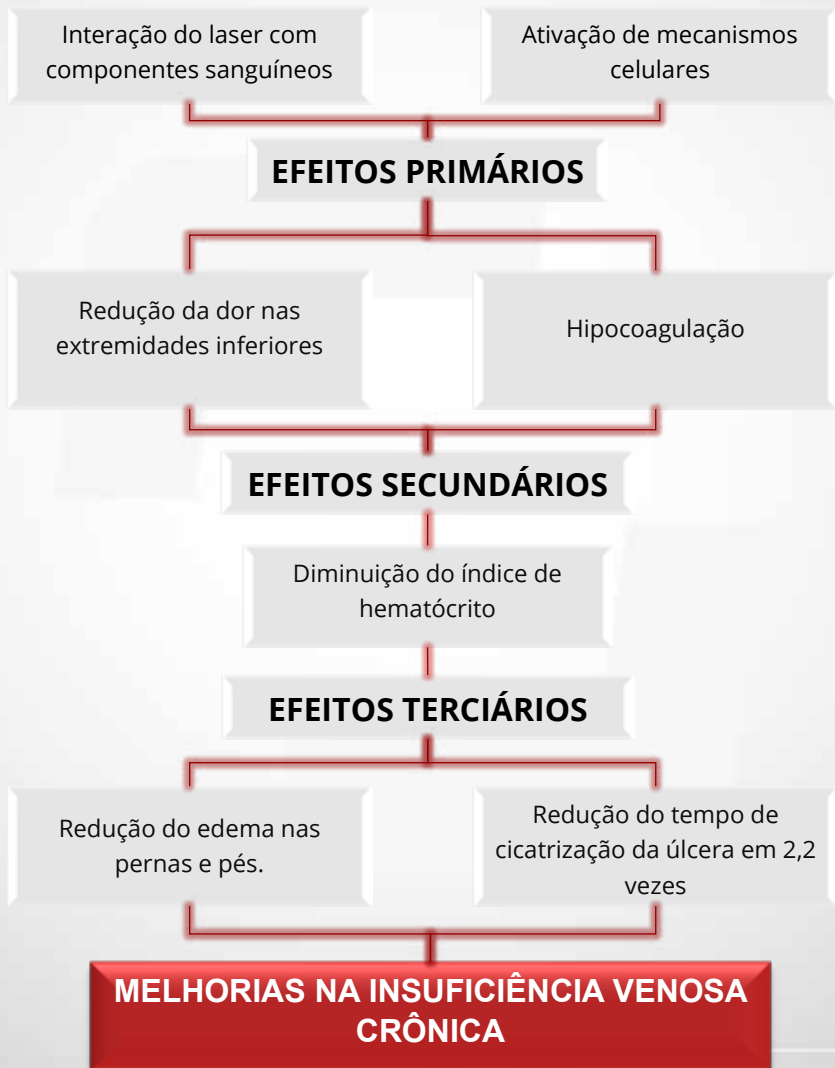 Interação do laser com
componentes sanguíneos
Ativação de mecanismos
celulares
EFEITOS PRIMÁRIOS
Redução da dor nas
extremidades inferiores
Hipocoagulação
EFEITOS SECUNDÁRIOS
Diminuição do índice de
hematócrito
EFEITOS TERCIÁRIOS
Redução do edema nas
pernas e pés.
Redução do tempo de
cicatrização da úlcera em 2,2
vezes
MELHORIAS NA INSUFICIÊNCIA VENOSA
CRÔNICA